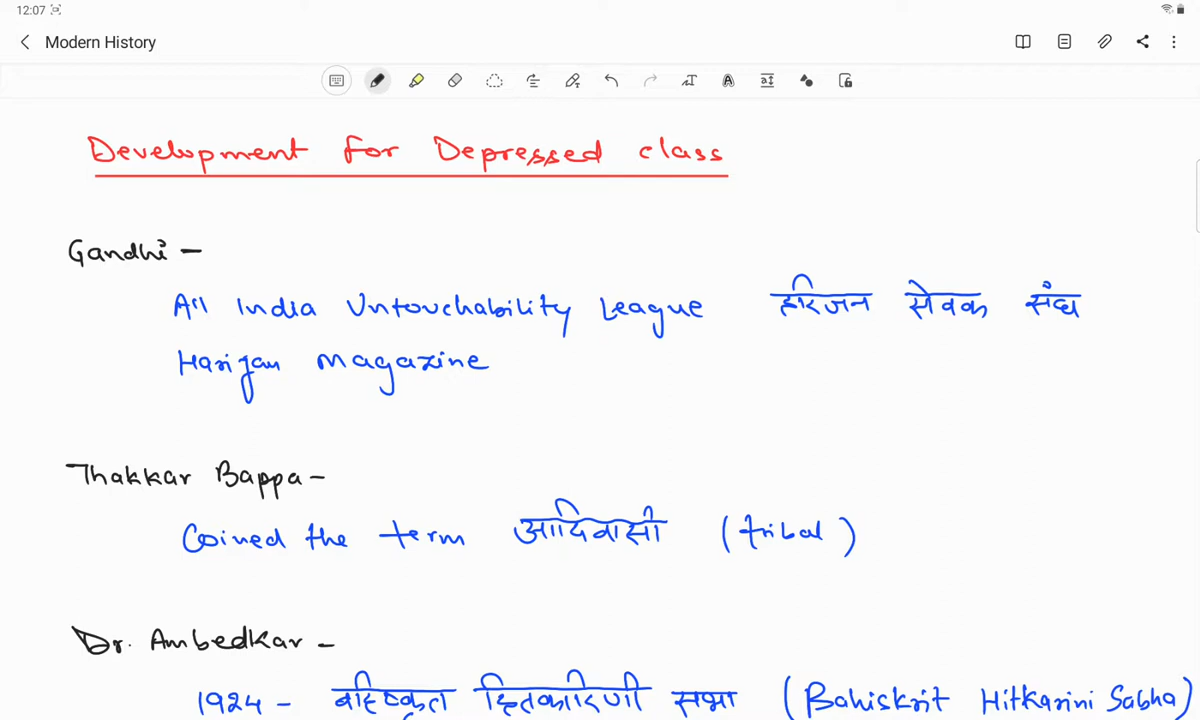 12:07
Modern History
Development for Depressed class
Gandhi -
All India Untouchability League हरिजन सेवक संघ
Harijan Magazine
Thakkar Bappa -
Coined the term आदिवासी (tribal)
Dr. Ambedkar -
1924 - बहिष्कृत हितकारिणी सभा (Bahiskrit Hitkarini Sabha)